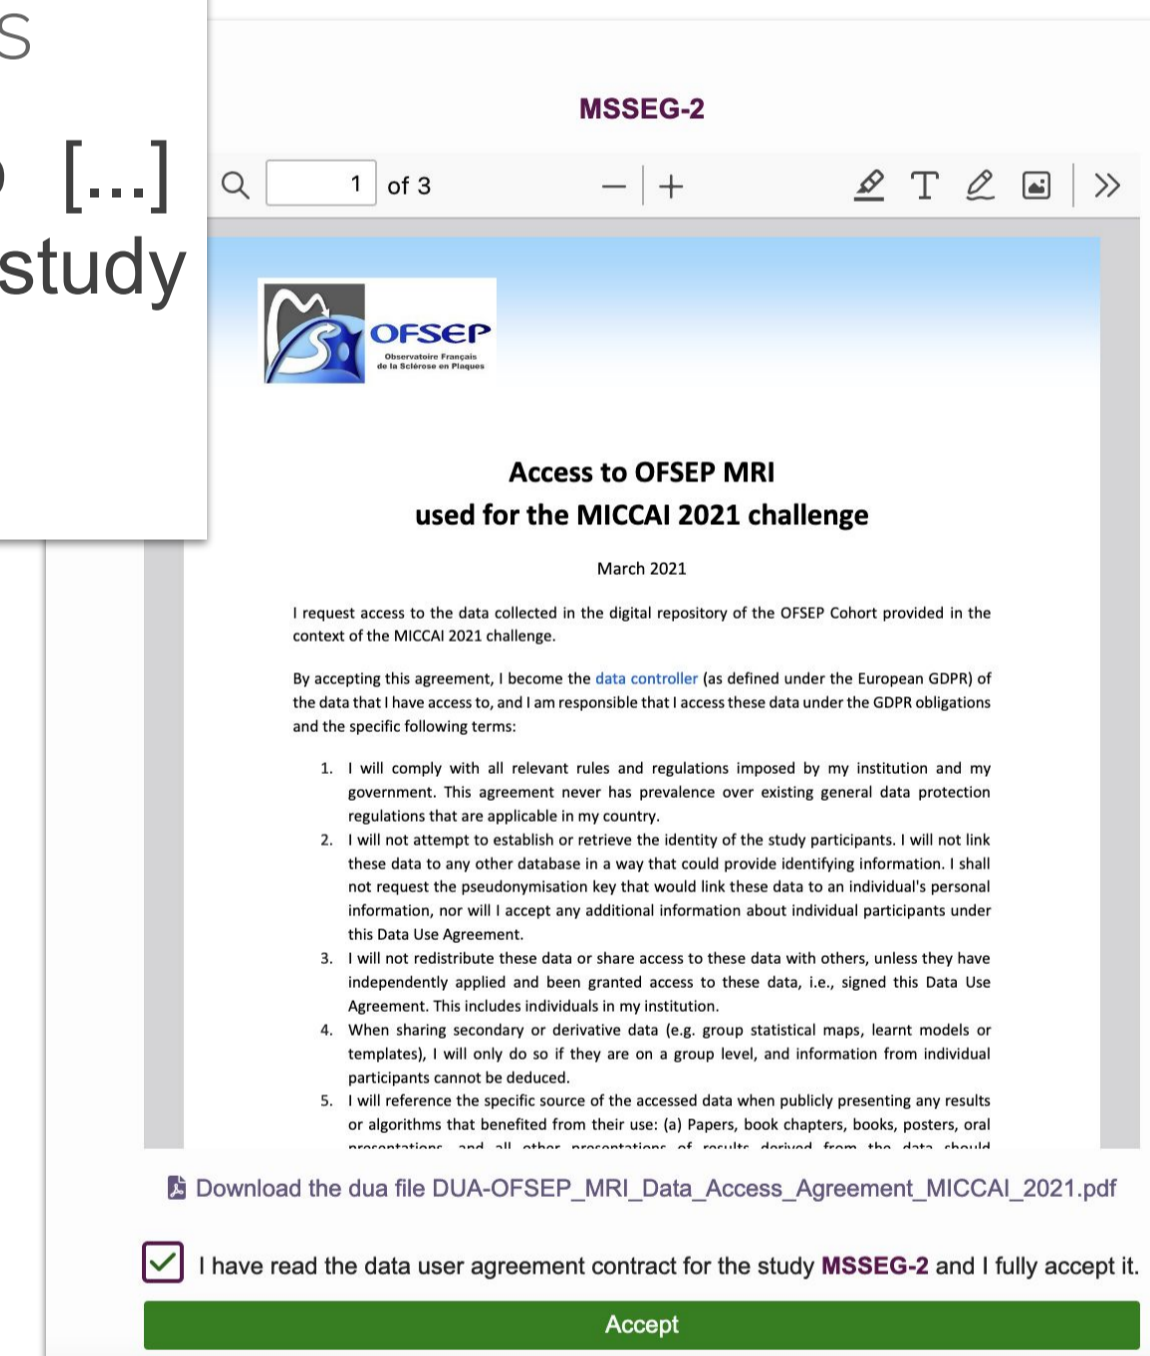 S
[...]
study
MSSEG-2
1 of 3
T
OFSEP
Observatoire Français
de la Sclérose en Plaques
Access to OFSEP MRI
used for the MICCAI 2021 challenge
March 2021
I request access to the data collected in the digital repository of the OFSEP Cohort provided in the
context of the MICCAI 2021 challenge.
By accepting this agreement, I become the data controller (as defined under the European GDPR) of
the data that I have access to, and I am responsible that I access these data under the GDPR obligations
and the specific following terms:
1. I will comply with all relevant rules and regulations imposed by my institution and my
government. This agreement never has prevalence over existing general data protection
regulations that are applicable in my country.
2. I will not attempt to establish or retrieve the identity of the study participants. I will not link
these data to any other database in a way that could provide identifying information. I shall
not request the pseudonymisation key that would link these data to an individual's personal
information, nor will I accept any additional information about individual participants under
this Data Use Agreement.
3. I will not redistribute these data or share access to these data with others, unless they have
independently applied and been granted access to these data, i.e., signed this Data Use
Agreement. This includes individuals in my institution.
4. When sharing secondary or derivative data (e.g. group statistical maps, learnt models or
templates), I will only do so if they are on a group level, and information from individual
participants cannot be deduced.
5. I will reference the specific source of the accessed data when publicly presenting any results
or algorithms that benefited from their use: (a) Papers, book chapters, books, posters, oral
presentations and all other presentations of results derived from the data should
Download the dua file DUA-OFSEP_MRI_Data_Access_Agreement_MICCAI_2021.pdf
I have read the data user agreement contract for the study MSSEG-2 and I fully accept it.
Accept